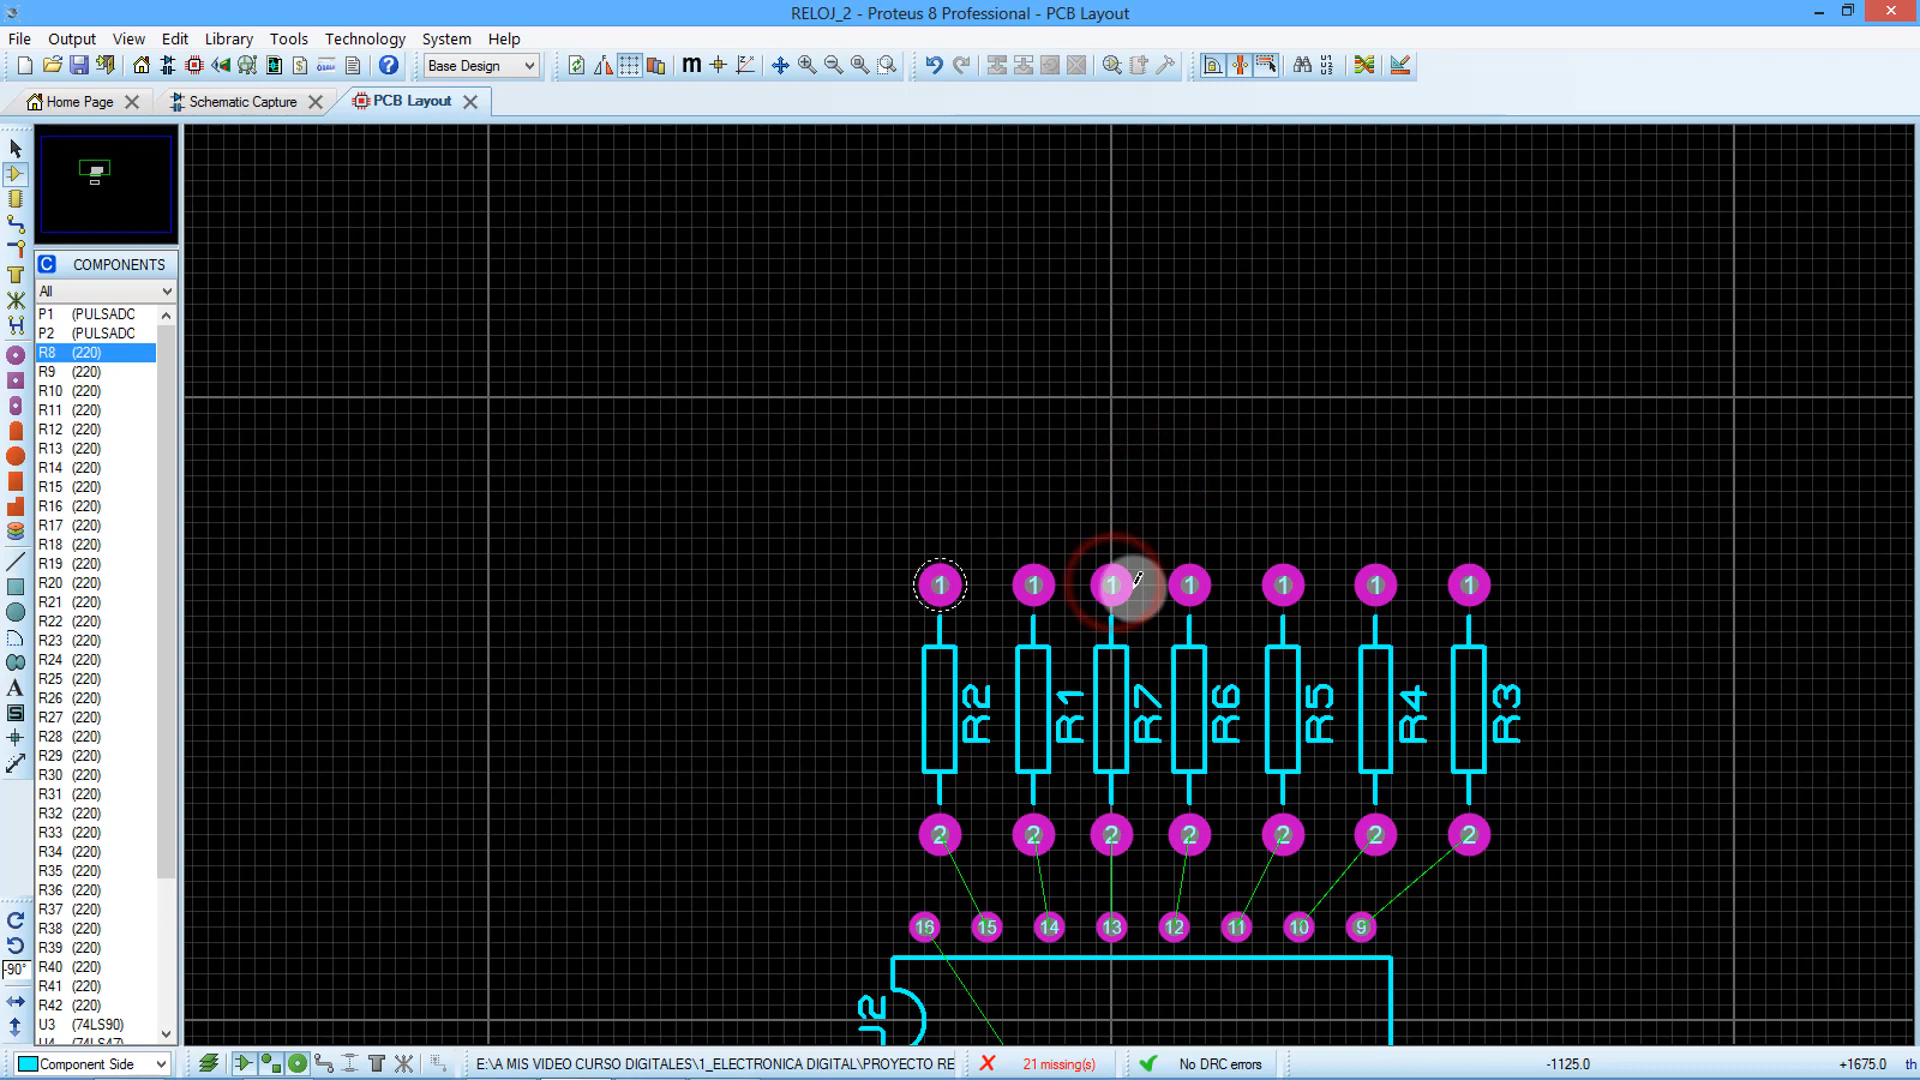 RELOJ_2 - Proteus 8 Professional - PCB Layout
File Output View Edit Library Tools Technology System Help
Base Design
m
Home Page
Schematic Capture
PCB Layout
C COMPONENTS
All
P1 (PULSADC
P2 (PULSADC
R8 (220)
R9 (220)
R10 (220)
R11 (220)
R12 (220)
R13 (220)
R14 (220)
R15 (220)
R16 (220)
R17 (220)
R18 (220)
R19 (220)
R20 (220)
R21 (220)
R22 (220)
R23 (220)
R24 (220)
R25 (220)
R26 (220)
R27 (220)
R28 (220)
R29 (220)
R30 (220)
R31 (220)
R32 (220)
R33 (220)
R34 (220)
R35 (220)
R36 (220)
R37 (220)
R38 (220)
R39 (220)
R40 (220)
R41 (220)
R42 (220)
U3 (74LS90)
U4 (74LS47)
A
S
-90°
1 1 1 1 1 1 1
R2 R1 R7 R6 R5 R4 R3
2 2 2 2 2 2 2
16 15 14 13 12 11 10 9
Component Side
E:\A MIS VIDEO CURSO DIGITALES\1_ELECTRONICA DIGITAL\PROYECTO RE
21 missing(s)
No DRC errors
-1125.0
+1675.0 th